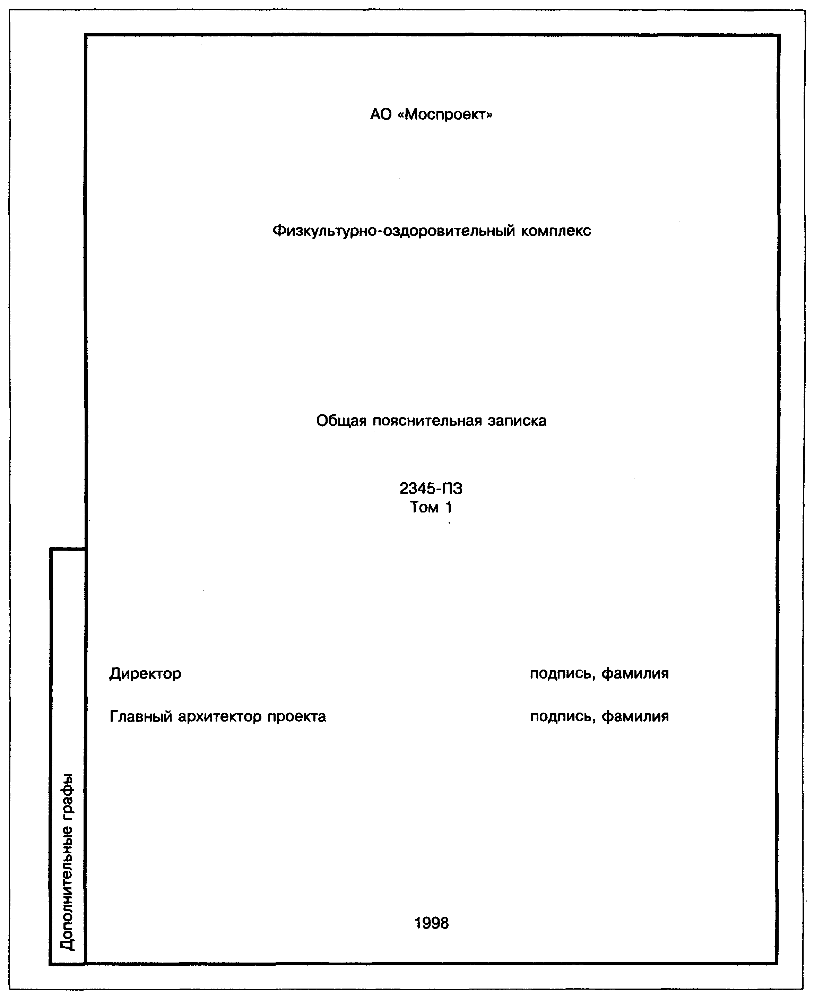 АО «Моспроект»
Физкультурно-оздоровительный комплекс
Общая пояснительная записка
2345-ПЗ
Том 1
Директор подпись, фамилия
Главный архитектор проекта подпись, фамилия
Дополнительные графы
1998